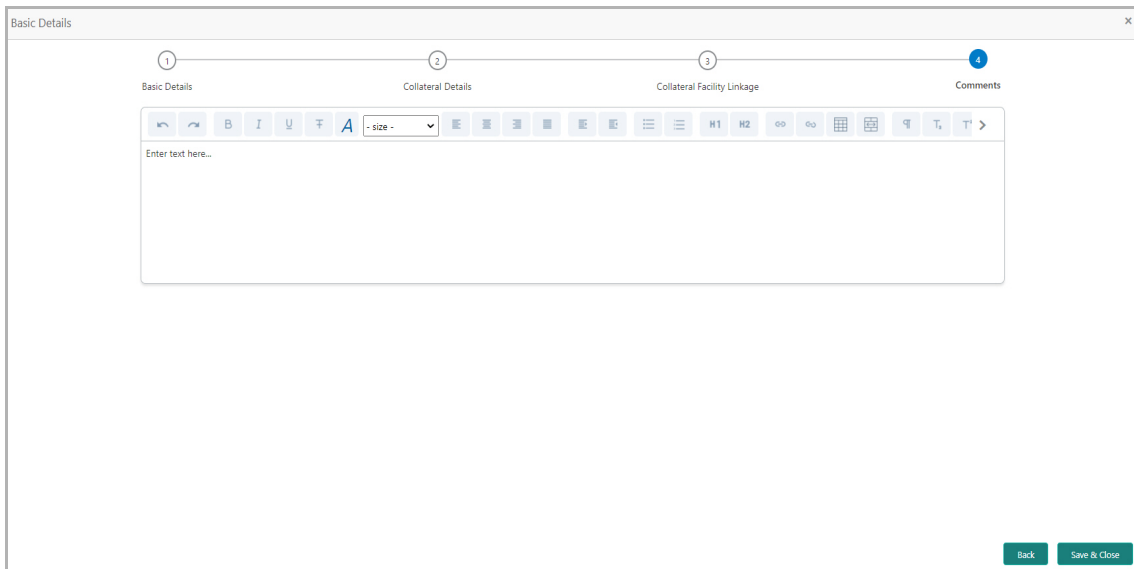 Basic Details ×
1 2 3 4
Basic Details Collateral Details Collateral Facility Linkage Comments
B I U T A - size - H1 H2 ¶ Tₓ T
Enter text here...
Back Save & Close